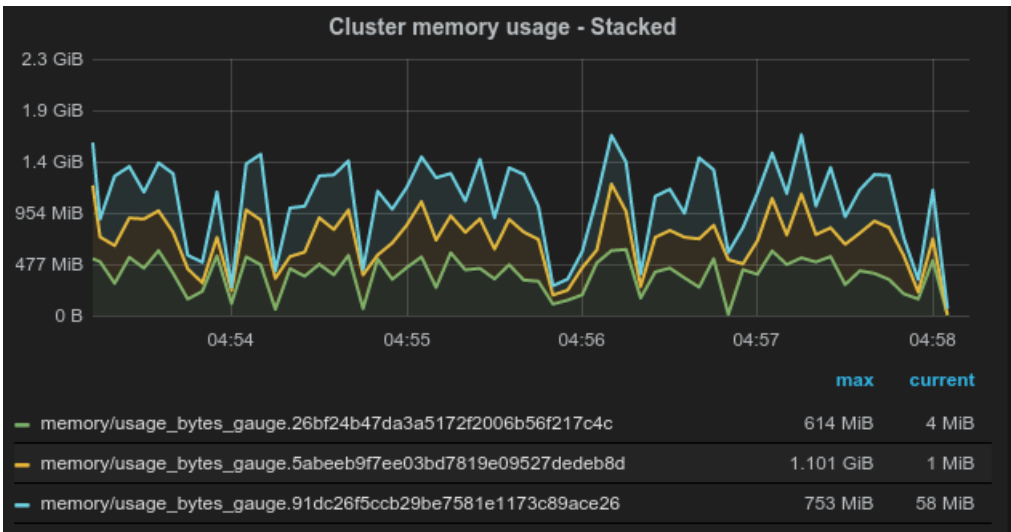 Cluster memory usage - Stacked
2.3 GiB
1.9 GiB
1.4 GiB
954 MiB
477 MiB
0 B
04:54 04:55 04:56 04:57 04:58
max current
memory/usage_bytes_gauge.26bf24b47da3a5172f2006b56f217c4c 614 MiB 4 MiB
memory/usage_bytes_gauge.5abeeb9f7ee03bd7819e09527dedeb8d 1.101 GiB 1 MiB
memory/usage_bytes_gauge.91dc26f5ccb29be7581e1173c89ace26 753 MiB 58 MiB